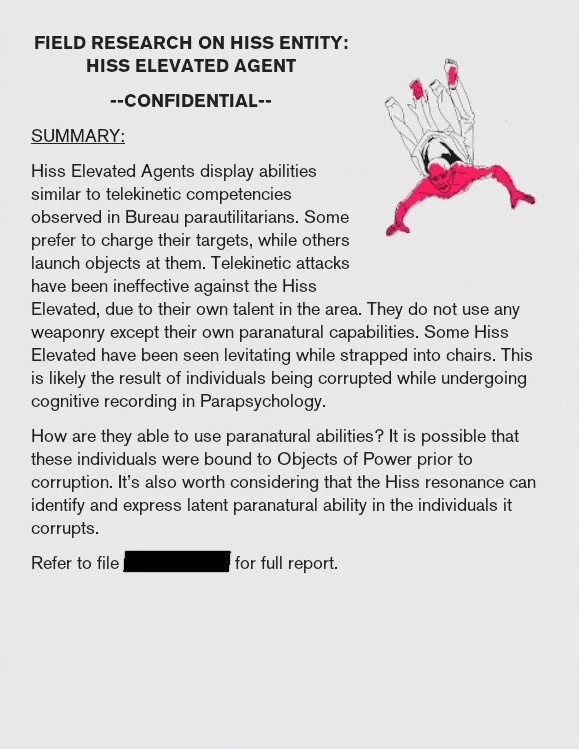 FIELD RESEARCH ON HISS ENTITY:
HISS ELEVATED AGENT
--CONFIDENTIAL--
SUMMARY:
Hiss Elevated Agents display abilities
similar to telekinetic competencies
observed in Bureau parautilitarians. Some
prefer to charge their targets, while others
launch objects at them. Telekinetic attacks
have been ineffective against the Hiss
Elevated, due to their own talent in the area. They do not use any
weaponry except their own paranatural capabilities. Some Hiss
Elevated have been seen levitating while strapped into chairs. This
is likely the result of individuals being corrupted while undergoing
cognitive recording in Parapsychology.
How are they able to use paranatural abilities? It is possible that
these individuals were bound to Objects of Power prior to
corruption. It’s also worth considering that the Hiss resonance can
identify and express latent paranatural ability in the individuals it
corrupts.
Refer to file for full report.